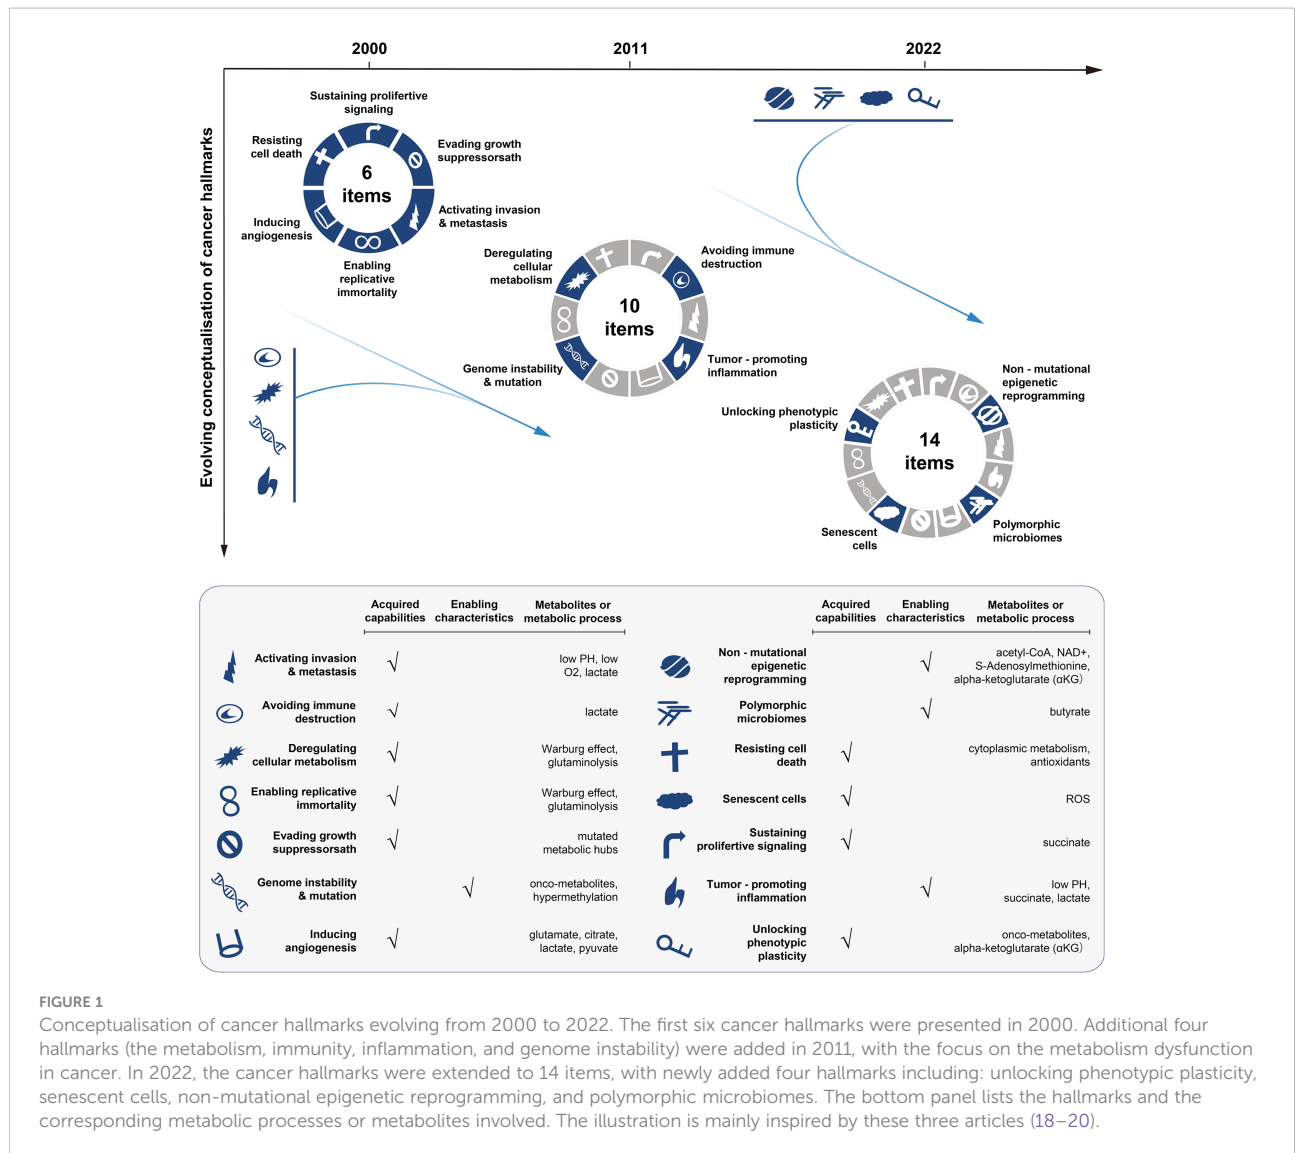 2000
2011
2022
Evolving conceptualisation of cancer hallmarks
Sustaining prolifertive
signaling
Resisting
cell death
Evading growth
suppressorsath
6
items
Inducing
angiogenesis
Activating invasion
& metastasis
Enabling
replicative
immortality
Deregulating
cellular
metabolism
Avoiding immune
destruction
10
items
Genome instability
& mutation
Tumor - promoting
inflammation
Non - mutational
epigenetic
reprogramming
Unlocking phenotypic
plasticity
14
items
Senescent
cells
Polymorphic
microbiomes
Acquired
capabilities
Enabling
characteristics
Metabolites or
metabolic process
Activating invasion
& metastasis
√
low PH, low
O2, lactate
Avoiding immune
destruction
√
lactate
Deregulating
cellular metabolism
√
Warburg effect,
glutaminolysis
Enabling replicative
immortality
√
Warburg effect,
glutaminolysis
Evading growth
suppressorsath
√
mutated
metabolic hubs
Genome instability
& mutation
√
onco-metabolites,
hypermethylation
Inducing
angiogenesis
√
glutamate, citrate,
lactate, pyuvate
Acquired
capabilities
Enabling
characteristics
Metabolites or
metabolic process
Non - mutational
epigenetic
reprogramming
√
acetyl-CoA, NAD+,
S-Adenosylmethionine,
alpha-ketoglutarate (αKG)
Polymorphic
microbiomes
√
butyrate
Resisting cell
death
√
cytoplasmic metabolism,
antioxidants
Senescent cells
√
ROS
Sustaining
prolifertive signaling
√
succinate
Tumor - promoting
inflammation
√
low PH,
succinate, lactate
Unlocking
phenotypic
plasticity
√
onco-metabolites,
alpha-ketoglutarate (αKG)
FIGURE 1
Conceptualisation of cancer hallmarks evolving from 2000 to 2022. The first six cancer hallmarks were presented in 2000. Additional four
hallmarks (the metabolism, immunity, inflammation, and genome instability) were added in 2011, with the focus on the metabolism dysfunction
in cancer. In 2022, the cancer hallmarks were extended to 14 items, with newly added four hallmarks including: unlocking phenotypic plasticity,
senescent cells, non-mutational epigenetic reprogramming, and polymorphic microbiomes. The bottom panel lists the hallmarks and the
corresponding metabolic processes or metabolites involved. The illustration is mainly inspired by these three articles (18–20).